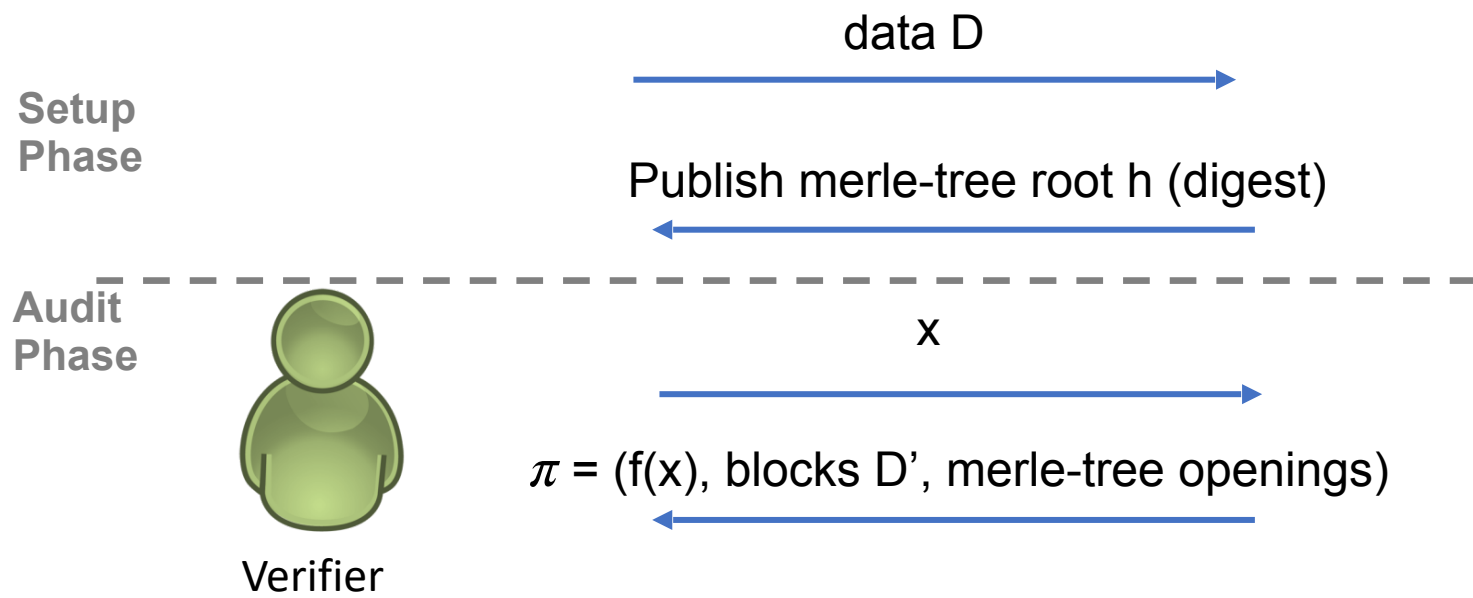 data D
Setup
Phase
Publish merle-tree root h (digest)
Audit
Phase
x
π = (f(x), blocks D’, merle-tree openings)
Verifier